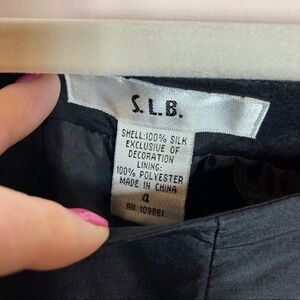 S.L.B.
SHELL:100% SILK
EXCLUSIVE OF
DECORATION
LINING:
100% POLYESTER
MADE IN CHINA
4
RN 109861